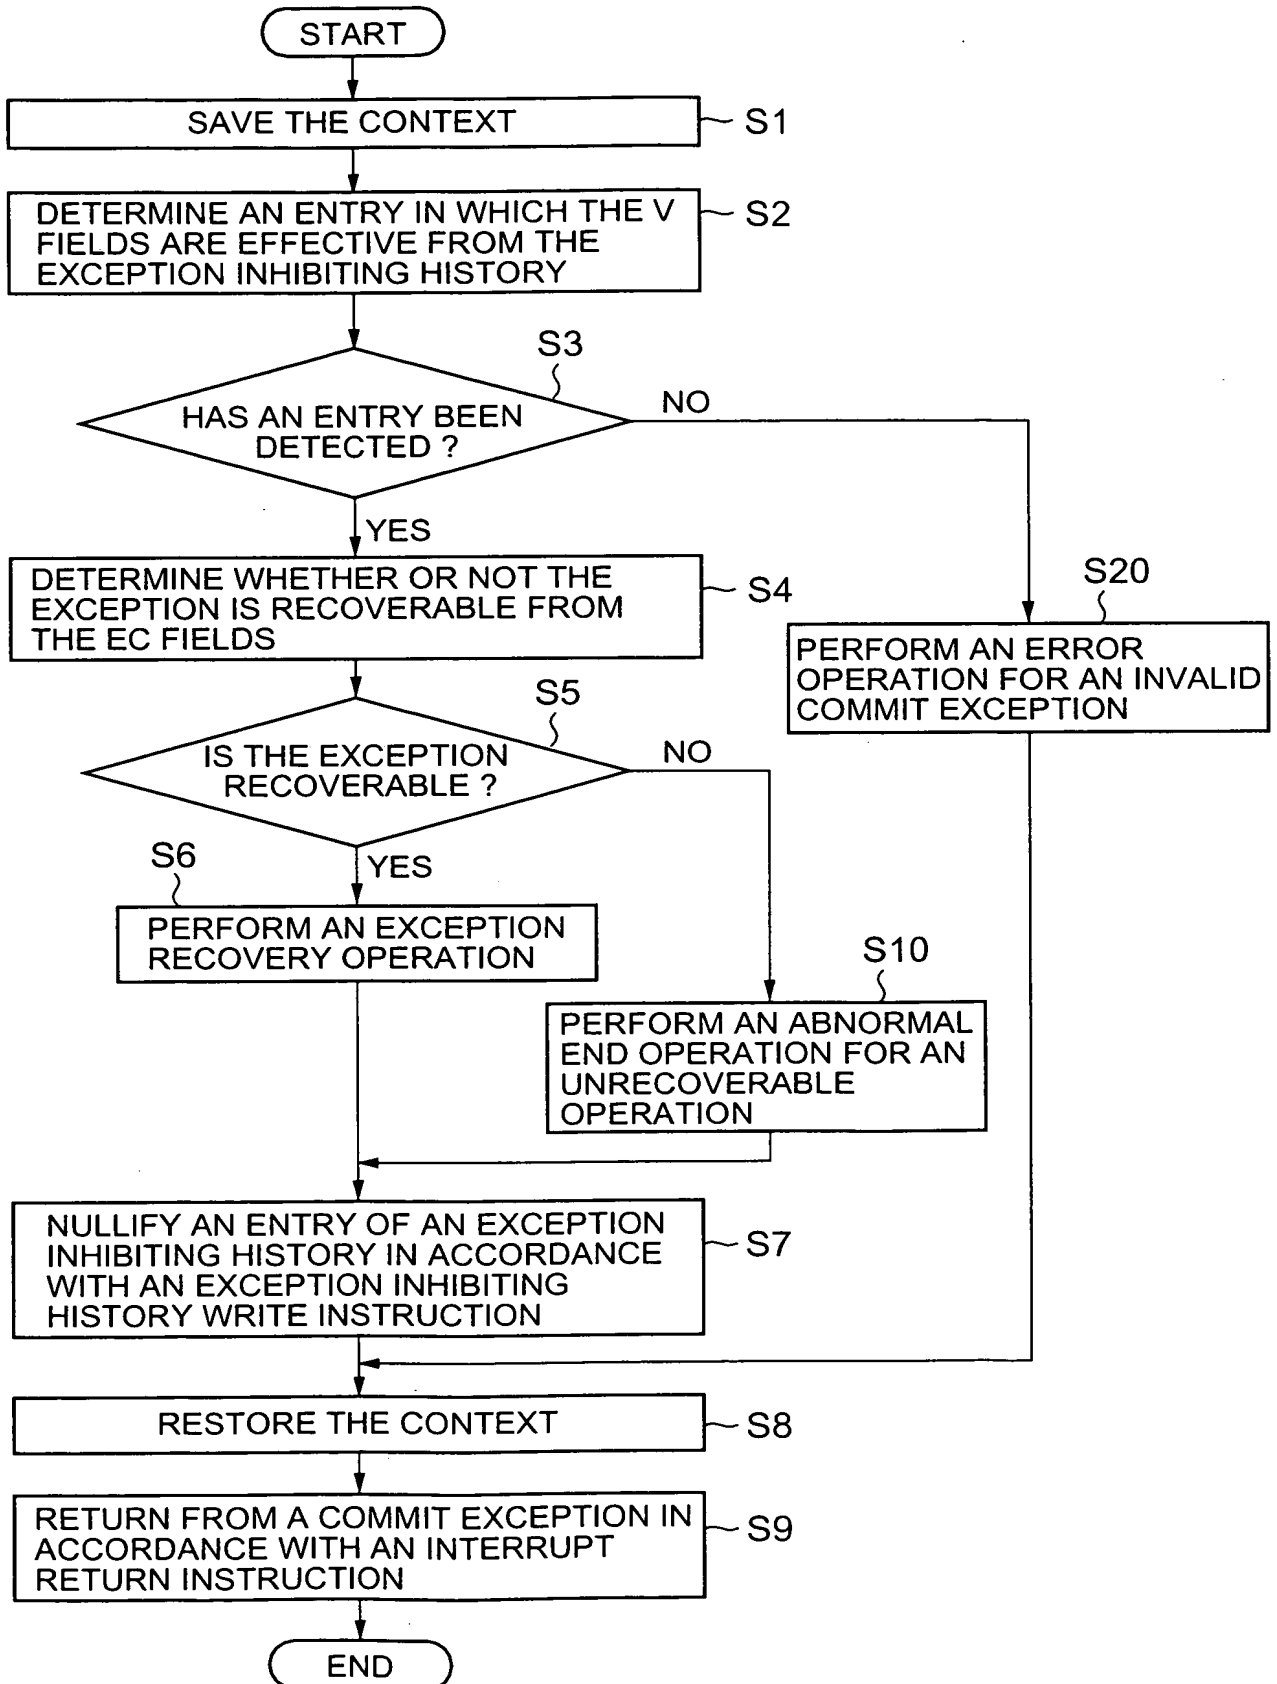 START
SAVE THE CONTEXT
S1
DETERMINE AN ENTRY IN WHICH THE V
FIELDS ARE EFFECTIVE FROM THE
EXCEPTION INHIBITING HISTORY
S2
S3
HAS AN ENTRY BEEN
DETECTED ?
NO
YES
DETERMINE WHETHER OR NOT THE
EXCEPTION IS RECOVERABLE FROM
THE EC FIELDS
S4
S20
PERFORM AN ERROR
OPERATION FOR AN INVALID
COMMIT EXCEPTION
S5
IS THE EXCEPTION
RECOVERABLE ?
NO
YES
S6
PERFORM AN EXCEPTION
RECOVERY OPERATION
S10
PERFORM AN ABNORMAL
END OPERATION FOR AN
UNRECOVERABLE
OPERATION
NULLIFY AN ENTRY OF AN EXCEPTION
INHIBITING HISTORY IN ACCORDANCE
WITH AN EXCEPTION INHIBITING
HISTORY WRITE INSTRUCTION
S7
RESTORE THE CONTEXT
S8
RETURN FROM A COMMIT EXCEPTION IN
ACCORDANCE WITH AN INTERRUPT
RETURN INSTRUCTION
S9
END